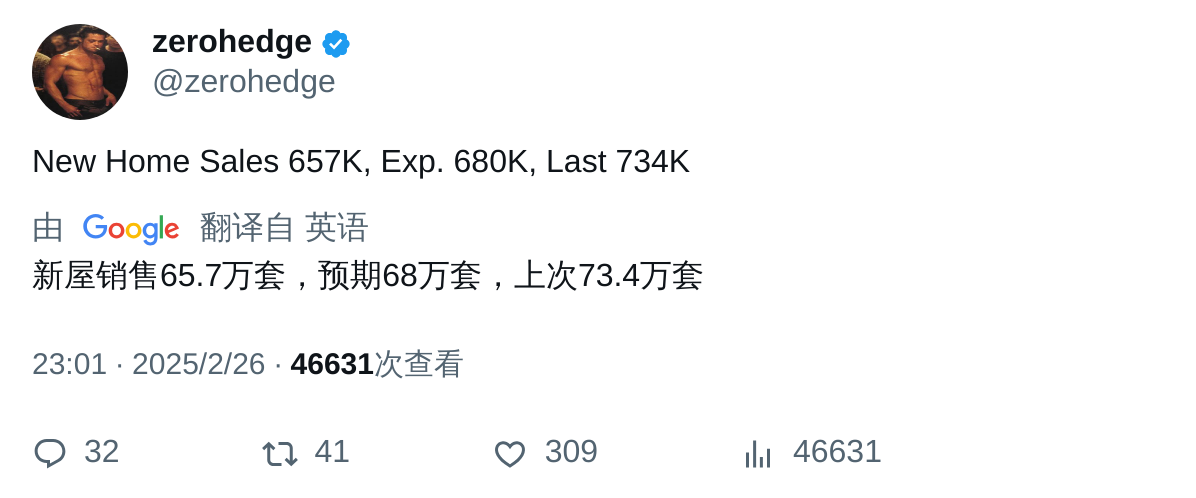 zerohedge
@zerohedge
New Home Sales 657K, Exp. 680K, Last 734K
由 Google 翻译自 英语
新屋销售65.7万套，预期68万套，上次73.4万套
23:01 · 2025/2/26 · 46631次查看
32 41 309 46631